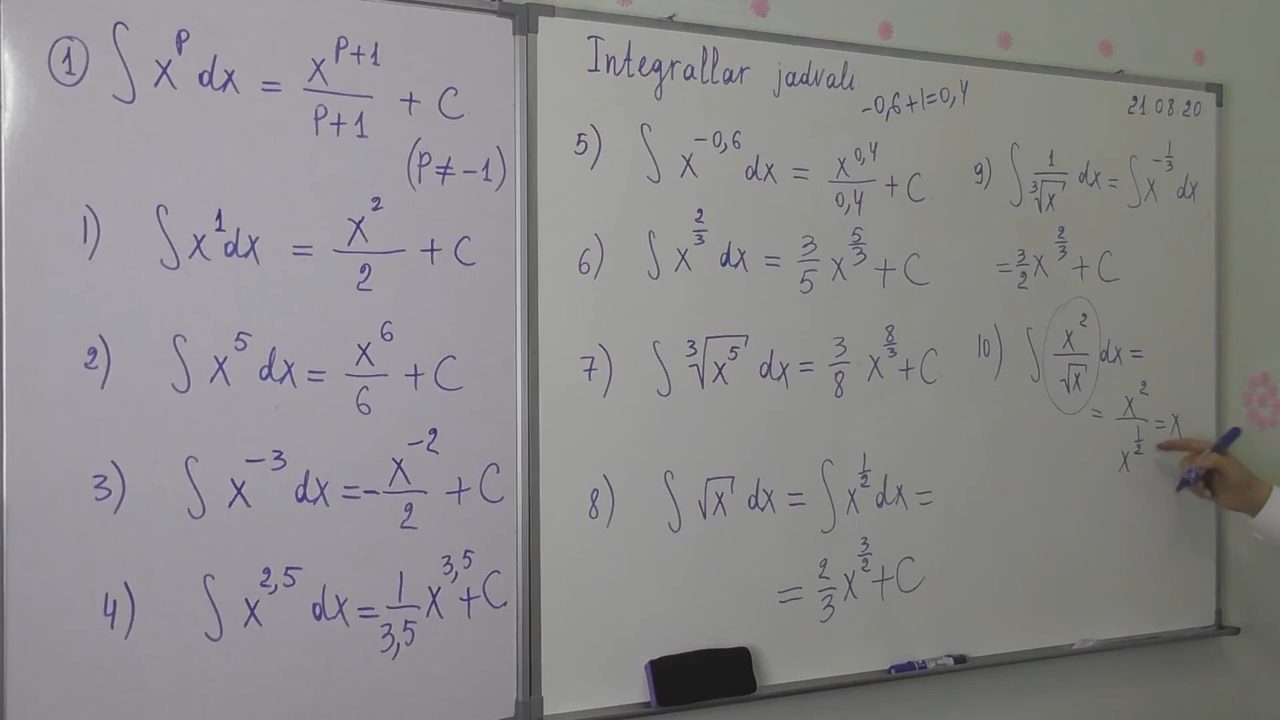 ① ∫ x^p dx = x^(p+1)/(p+1) + C
(p ≠ -1)
1) ∫ x^1 dx = x^2/2 + C
2) ∫ x^5 dx = x^6/6 + C
3) ∫ x^(-3) dx = - x^(-2)/2 + C
4) ∫ x^(2,5) dx = 1/3,5 x^(3,5) + C
Integrallar jadvali
-0,6+1=0,4
21.08.20
5) ∫ x^(-0,6) dx = x^(0,4)/0,4 + C
6) ∫ x^(2/3) dx = 3/5 x^(5/3) + C
7) ∫ ∛(x^5) dx = 3/8 x^(8/3) + C
8) ∫ √x dx = ∫ x^(1/2) dx =
= 2/3 x^(3/2) + C
9) ∫ 1/∛x dx = ∫ x^(-1/3) dx
= 3/2 x^(2/3) + C
10) ∫ x^2/√x dx =
= x^2/x^(1/2) = x